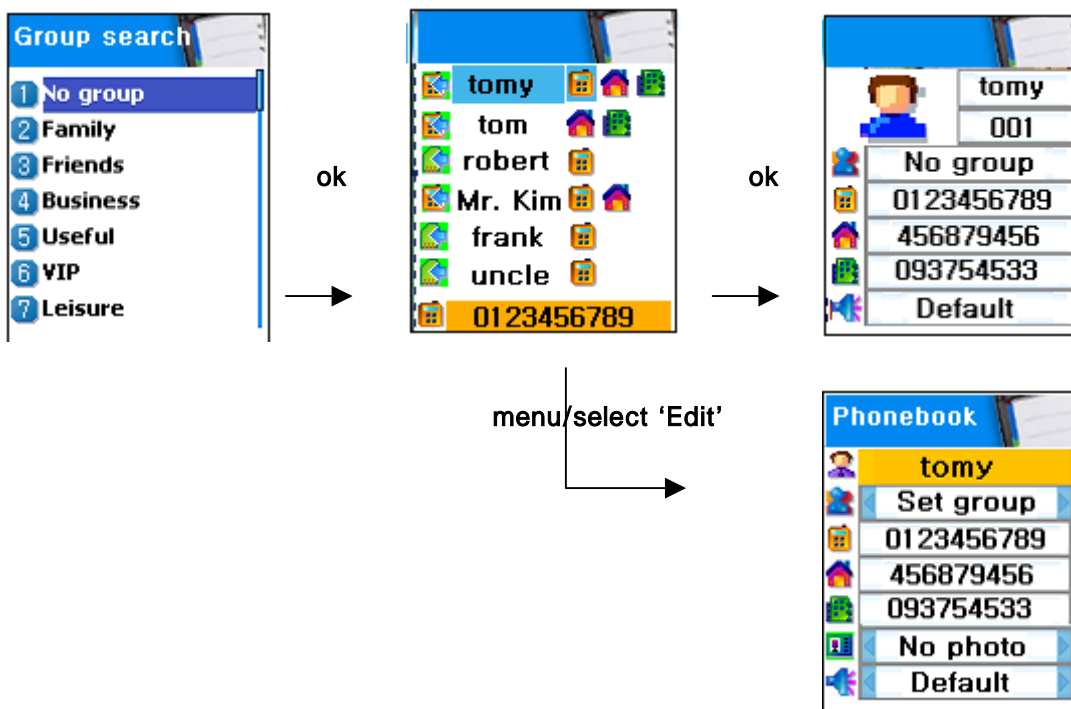 Group search
1 No group
2 Family
3 Friends
4 Business
5 Useful
6 VIP
7 Leisure
ok
tomy
tom
robert
Mr. Kim
frank
uncle
0123456789
ok
tomy
001
No group
0123456789
456879456
093754533
Default
menu/select ‘Edit’
Phonebook
tomy
Set group
0123456789
456879456
093754533
No photo
Default